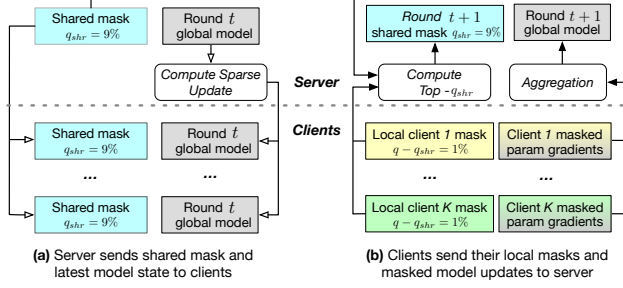 Shared mask
q_shr = 9%
Round t
global model
Compute Sparse
Update
Server
Round t + 1
shared mask q_shr = 9%
Round t + 1
global model
Compute
Top - q_shr
Aggregation
Clients
Shared mask
q_shr = 9%
Round t
global model
...
...
Shared mask
q_shr = 9%
Round t
global model
Local client 1 mask
q − q_shr = 1%
Client 1 masked
param gradients
...
...
Local client K mask
q − q_shr = 1%
Client K masked
param gradients
(a) Server sends shared mask and
latest model state to clients
(b) Clients send their local masks and
masked model updates to server